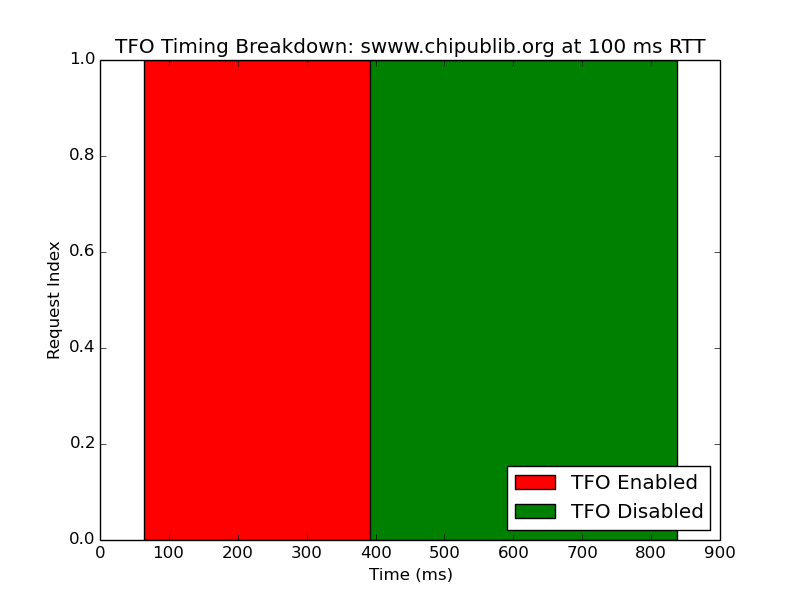 TFO Timing Breakdown: swww.chipublib.org at 100 ms RTT
1.0
0.8
0.6
0.4
0.2
0.0
Request Index
TFO Enabled
TFO Disabled
0 100 200 300 400 500 600 700 800 900
Time (ms)